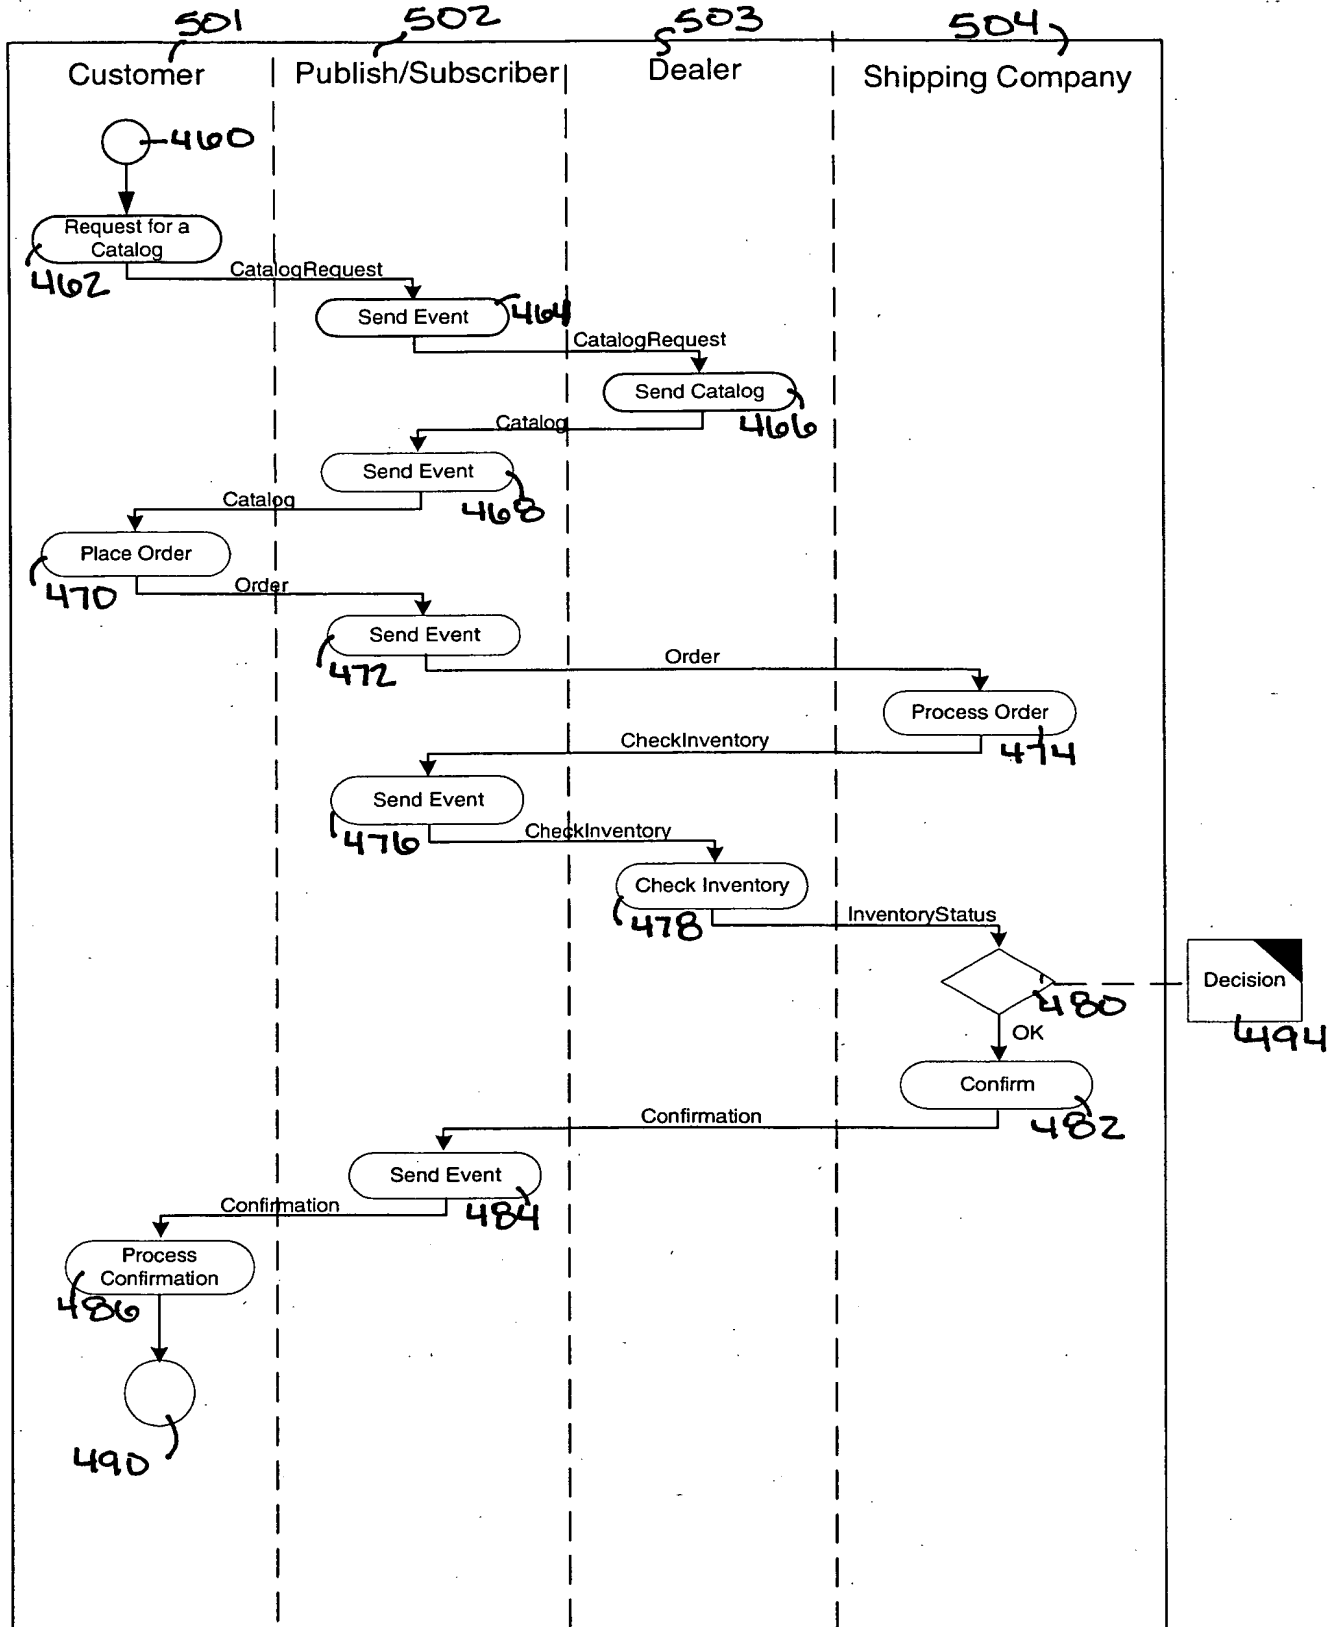 501
502
503
504
Customer
Publish/Subscriber
Dealer
Shipping Company
460
Request for a
Catalog
462
CatalogRequest
Send Event
464
CatalogRequest
Send Catalog
466
Catalog
Send Event
468
Catalog
Place Order
470
Order
Send Event
472
Order
Process Order
474
CheckInventory
Send Event
476
CheckInventory
Check Inventory
478
InventoryStatus
480
Decision
494
OK
Confirm
482
Confirmation
Send Event
484
Confirmation
Process
Confirmation
486
490